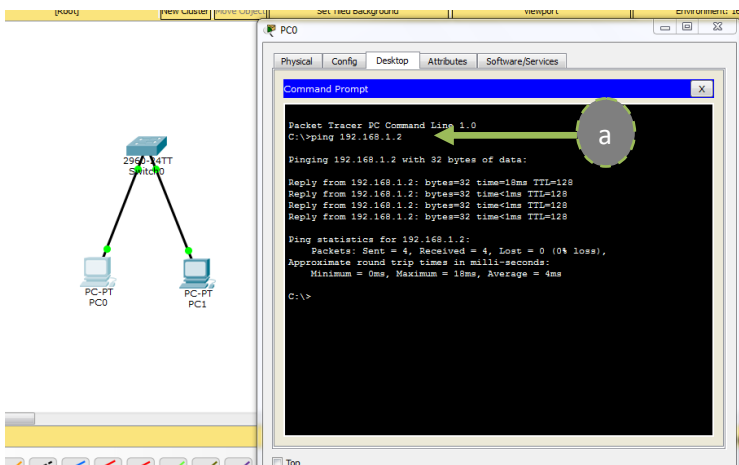 [Root]
New Cluster
Move Object
Set Tiled Background
Viewport
PC0
Physical Config Desktop Attributes Software/Services
Command Prompt
X
Packet Tracer PC Command Line 1.0
C:\>ping 192.168.1.2
a
Pinging 192.168.1.2 with 32 bytes of data:
Reply from 192.168.1.2: bytes=32 time=18ms TTL=128
Reply from 192.168.1.2: bytes=32 time<1ms TTL=128
Reply from 192.168.1.2: bytes=32 time<1ms TTL=128
Reply from 192.168.1.2: bytes=32 time<1ms TTL=128
Ping statistics for 192.168.1.2:
Packets: Sent = 4, Received = 4, Lost = 0 (0% loss),
Approximate round trip times in milli-seconds:
Minimum = 0ms, Maximum = 18ms, Average = 4ms
C:\>
2960-24TT
Switch0
PC-PT
PC0
PC-PT
PC1
Top